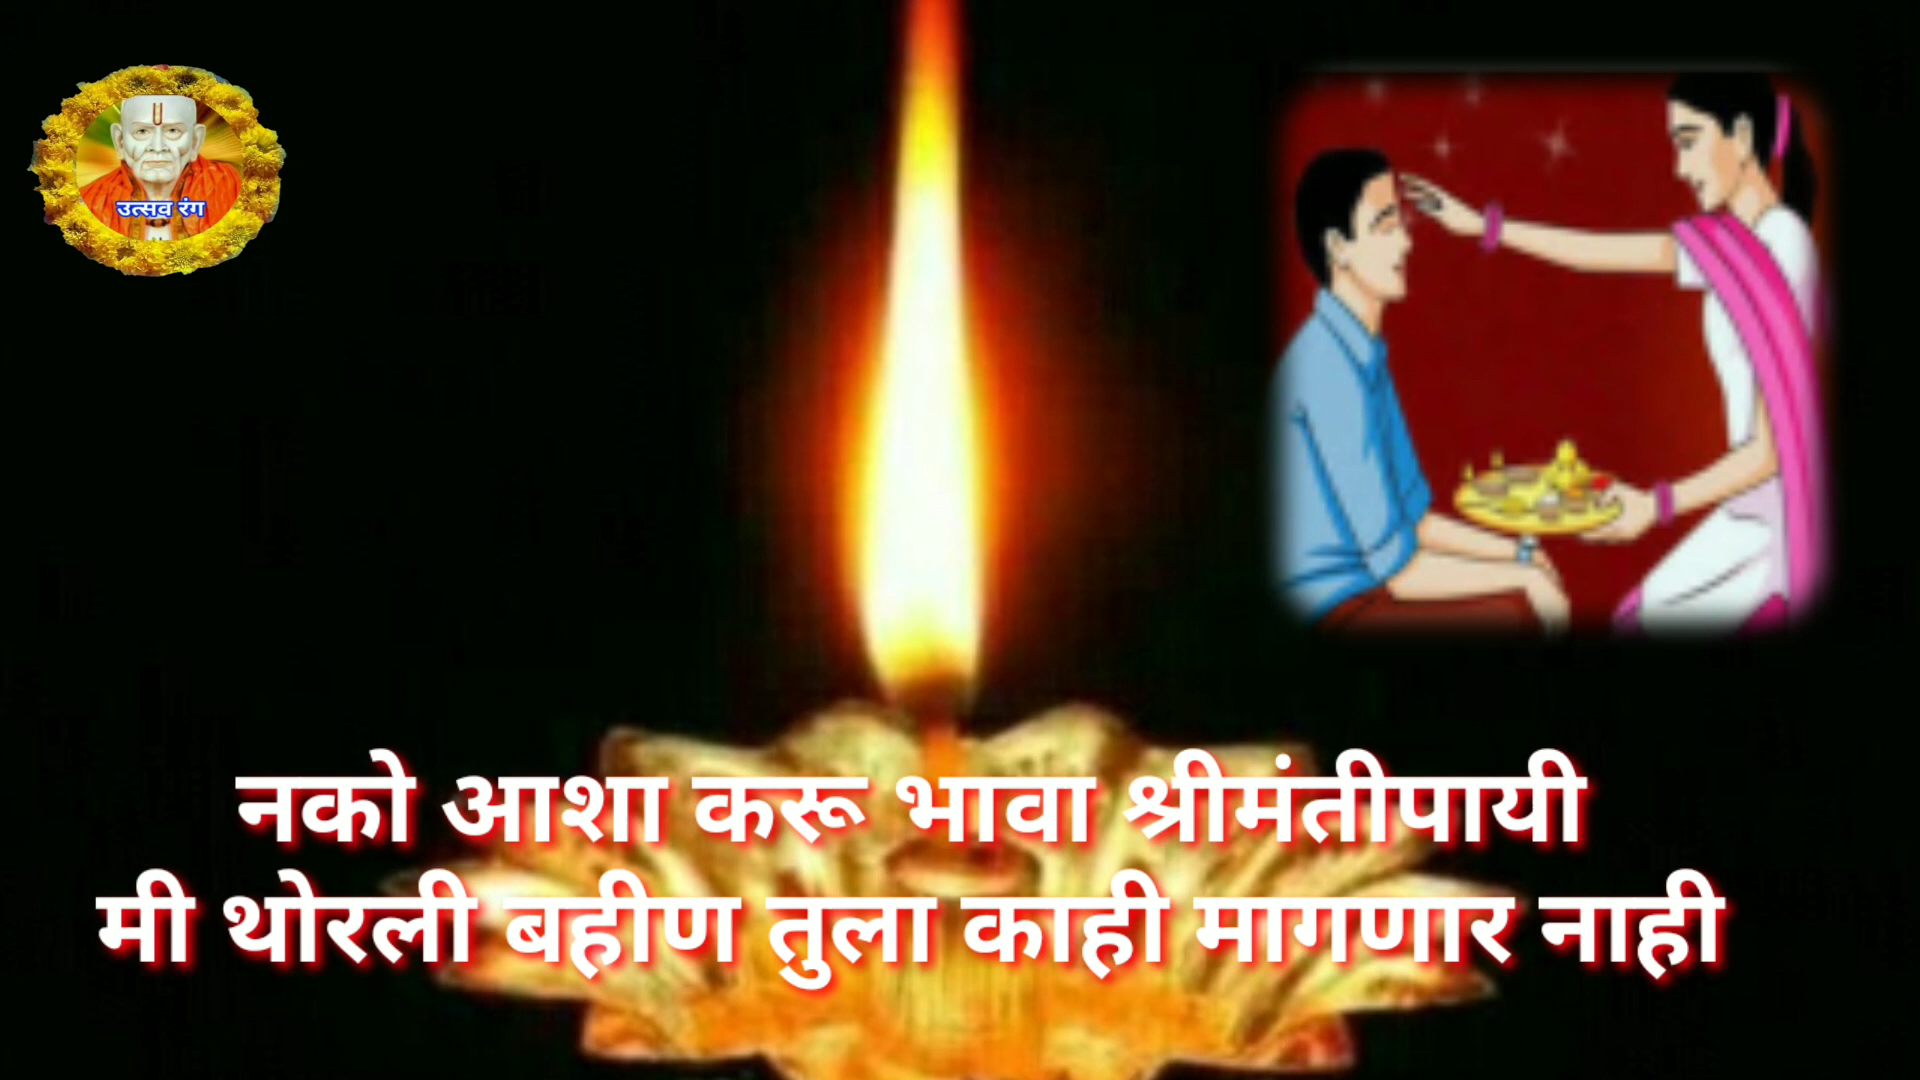 उत्सव रंग
नको आशा करू भावा श्रीमंतीपायी
मी थोरली बहीण तुला काही मागणार नाही